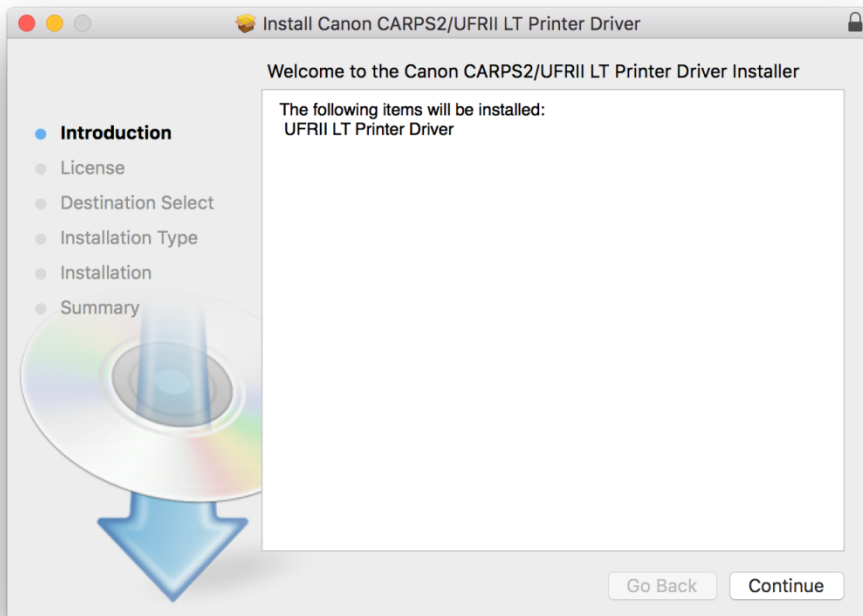 Install Canon CARPS2/UFRII LT Printer Driver
Welcome to the Canon CARPS2/UFRII LT Printer Driver Installer
Introduction
License
Destination Select
Installation Type
Installation
Summary
The following items will be installed:
UFRII LT Printer Driver
Go Back
Continue